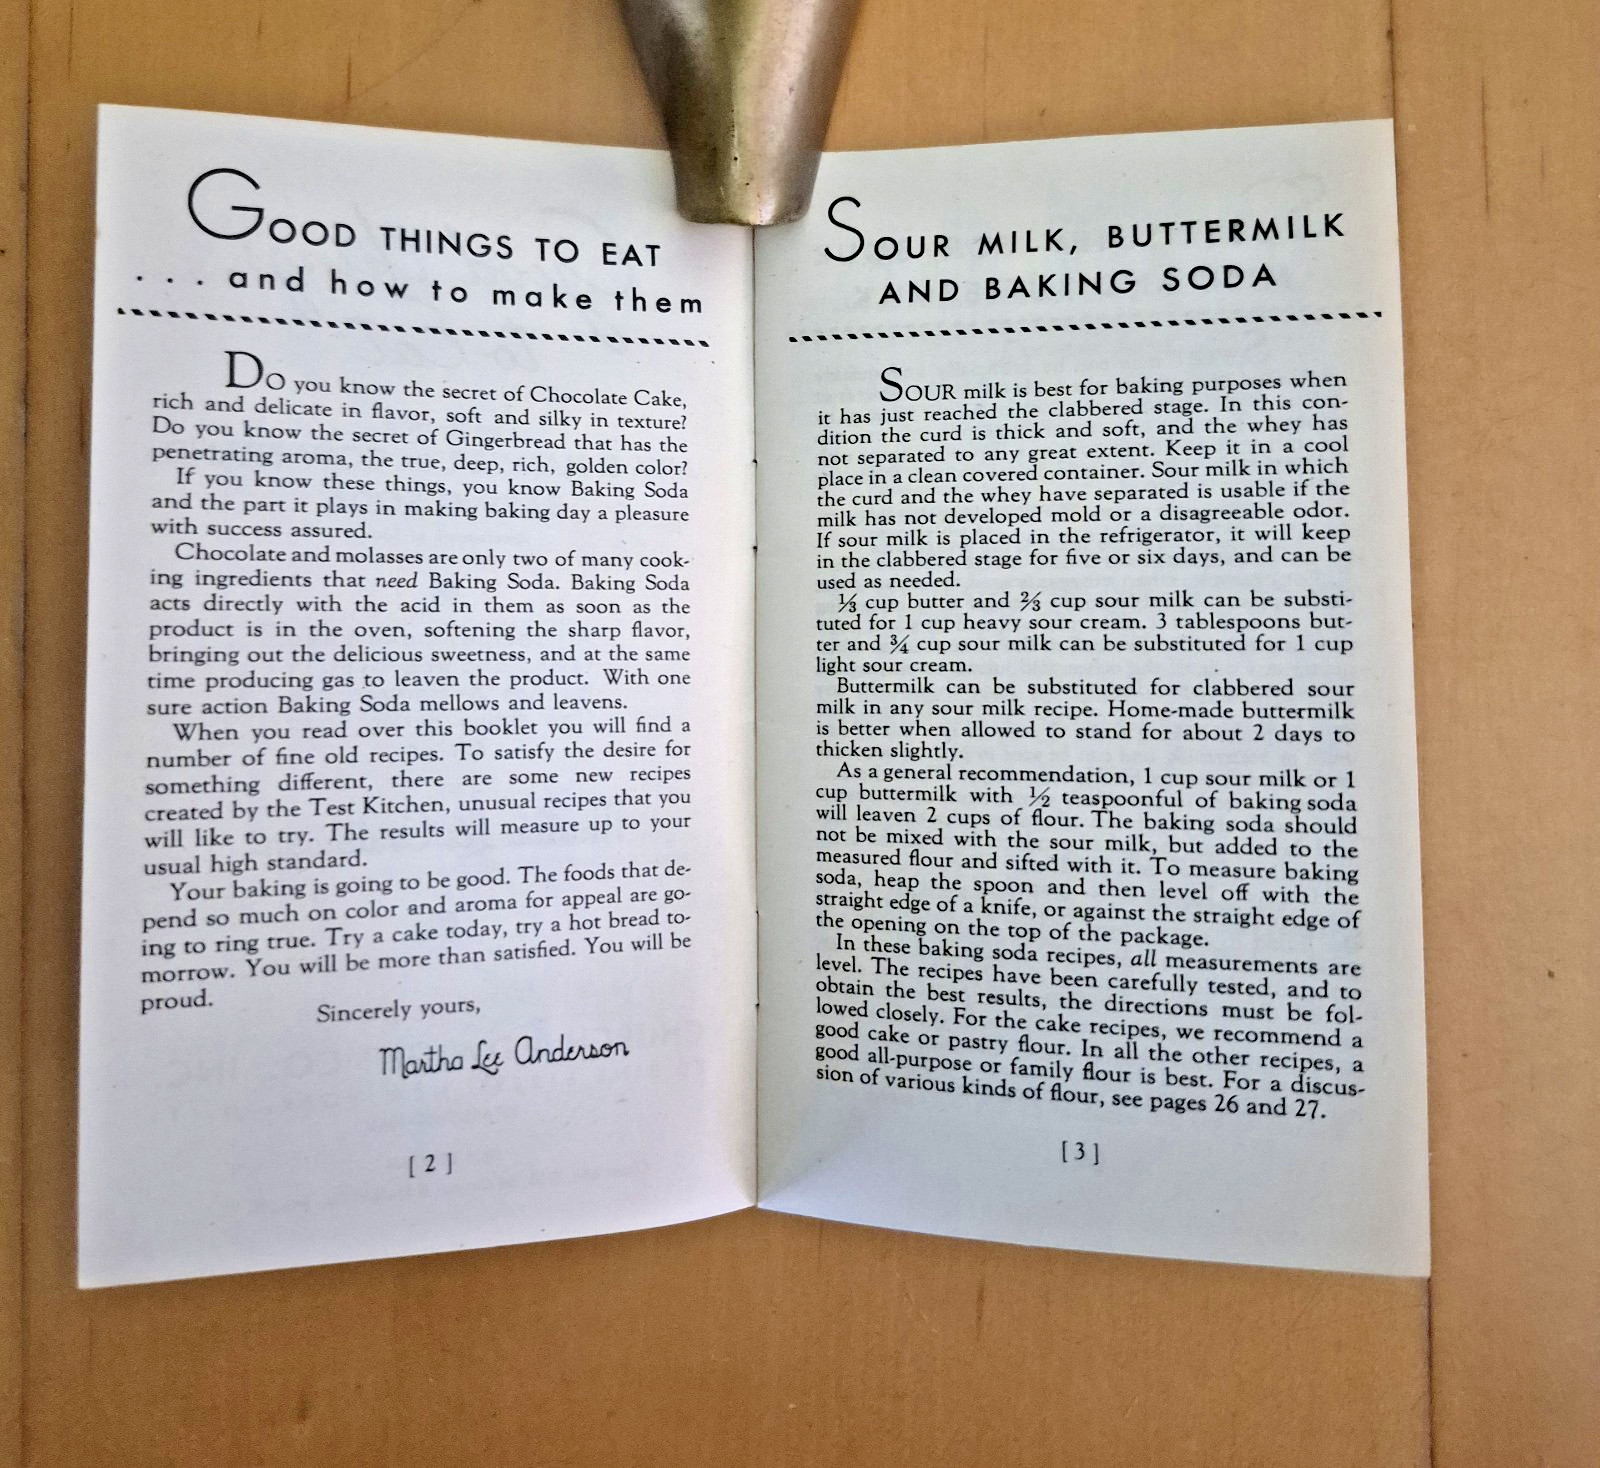 GOOD THINGS TO EAT
. . . and how to make them
DO you know the secret of Chocolate Cake,
rich and delicate in flavor, soft and silky in texture?
Do you know the secret of Gingerbread that has the
penetrating aroma, the true, deep, rich, golden color?
If you know these things, you know Baking Soda
and the part it plays in making baking day a pleasure
with success assured.
Chocolate and molasses are only two of many cook-
ing ingredients that need Baking Soda. Baking Soda
acts directly with the acid in them as soon as the
product is in the oven, softening the sharp flavor,
bringing out the delicious sweetness, and at the same
time producing gas to leaven the product. With one
sure action Baking Soda mellows and leavens.
When you read over this booklet you will find a
number of fine old recipes. To satisfy the desire for
something different, there are some new recipes
created by the Test Kitchen, unusual recipes that you
will like to try. The results will measure up to your
usual high standard.
Your baking is going to be good. The foods that de-
pend so much on color and aroma for appeal are go-
ing to ring true. Try a cake today, try a hot bread to-
morrow. You will be more than satisfied. You will be
proud.
Sincerely yours,
Martha Lee Anderson
[ 2 ]
SOUR MILK, BUTTERMILK
AND BAKING SODA
SOUR milk is best for baking purposes when
it has just reached the clabbered stage. In this con-
dition the curd is thick and soft, and the whey has
not separated to any great extent. Keep it in a cool
place in a clean covered container. Sour milk in which
the curd and the whey have separated is usable if the
milk has not developed mold or a disagreeable odor.
If sour milk is placed in the refrigerator, it will keep
in the clabbered stage for five or six days, and can be
used as needed.
⅓ cup butter and ⅔ cup sour milk can be substi-
tuted for 1 cup heavy sour cream. 3 tablespoons but-
ter and ¾ cup sour milk can be substituted for 1 cup
light sour cream.
Buttermilk can be substituted for clabbered sour
milk in any sour milk recipe. Home-made buttermilk
is better when allowed to stand for about 2 days to
thicken slightly.
As a general recommendation, 1 cup sour milk or 1
cup buttermilk with ½ teaspoonful of baking soda
will leaven 2 cups of flour. The baking soda should
not be mixed with the sour milk, but added to the
measured flour and sifted with it. To measure baking
soda, heap the spoon and then level off with the
straight edge of a knife, or against the straight edge of
the opening on the top of the package.
In these baking soda recipes, all measurements are
level. The recipes have been carefully tested, and to
obtain the best results, the directions must be fol-
lowed closely. For the cake recipes, we recommend a
good cake or pastry flour. In all the other recipes, a
good all-purpose or family flour is best. For a discus-
sion of various kinds of flour, see pages 26 and 27.
[ 3 ]